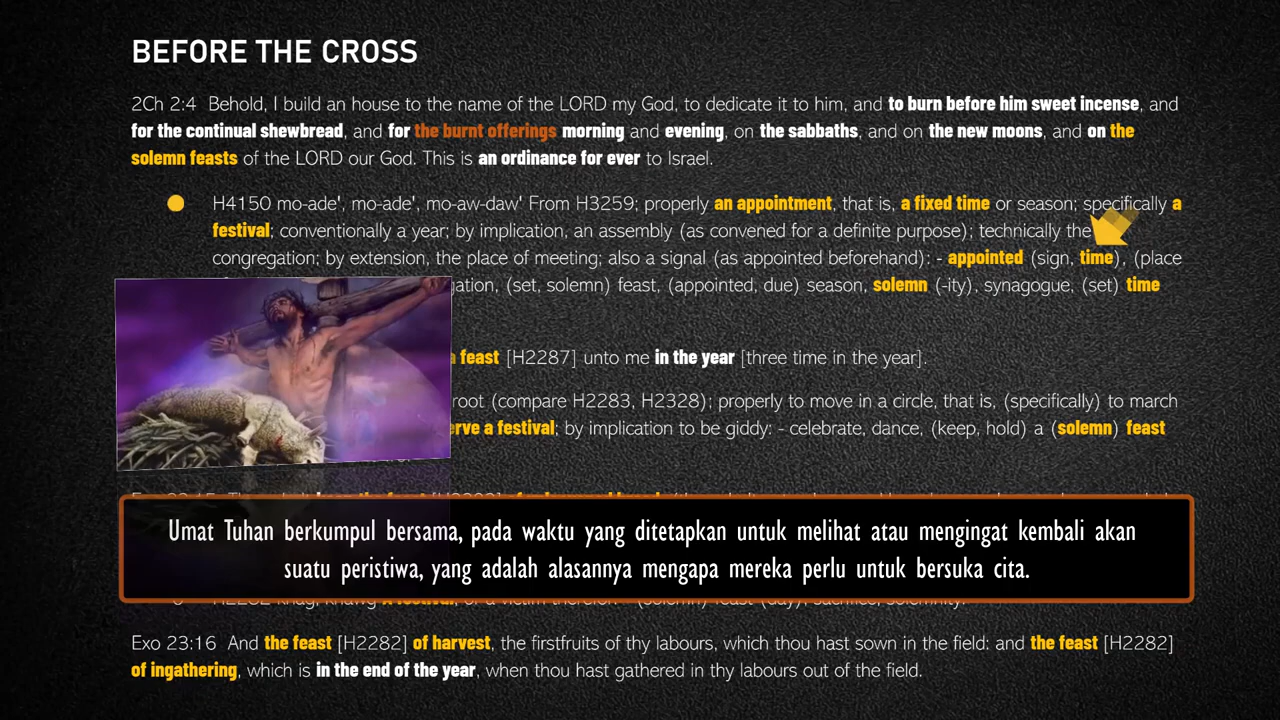 BEFORE THE CROSS
2Ch 2:4 Behold, I build an house to the name of the LORD my God, to dedicate it to him, and to burn before him sweet incense, and
for the continual shewbread, and for the burnt offerings morning and evening, on the sabbaths, and on the new moons, and on the
solemn feasts of the LORD our God. This is an ordinance for ever to Israel.
H4150 mo-ade', mo-ade', mo-aw-daw' From H3259; properly an appointment, that is, a fixed time or season; specifically a
festival; conventionally a year; by implication, an assembly (as convened for a definite purpose); technically the
congregation; by extension, the place of meeting; also a signal (as appointed beforehand): - appointed (sign, time), (place
(set, solemn) feast, (appointed, due) season, solemn (-ity), synagogue, (set) time
a feast [H2287] unto me in the year [three time in the year].
root (compare H2283, H2328); properly to move in a circle, that is, (specifically) to march
a festival; by implication to be giddy: - celebrate, dance, (keep, hold) a (solemn) feast
Umat Tuhan berkumpul bersama, pada waktu yang ditetapkan untuk melihat atau mengingat kembali akan
suatu peristiwa, yang adalah alasannya mengapa mereka perlu untuk bersuka cita.
Exo 23:16 And the feast [H2282] of harvest, the firstfruits of thy labours, which thou hast sown in the field: and the feast [H2282]
of ingathering, which is in the end of the year, when thou hast gathered in thy labours out of the field.